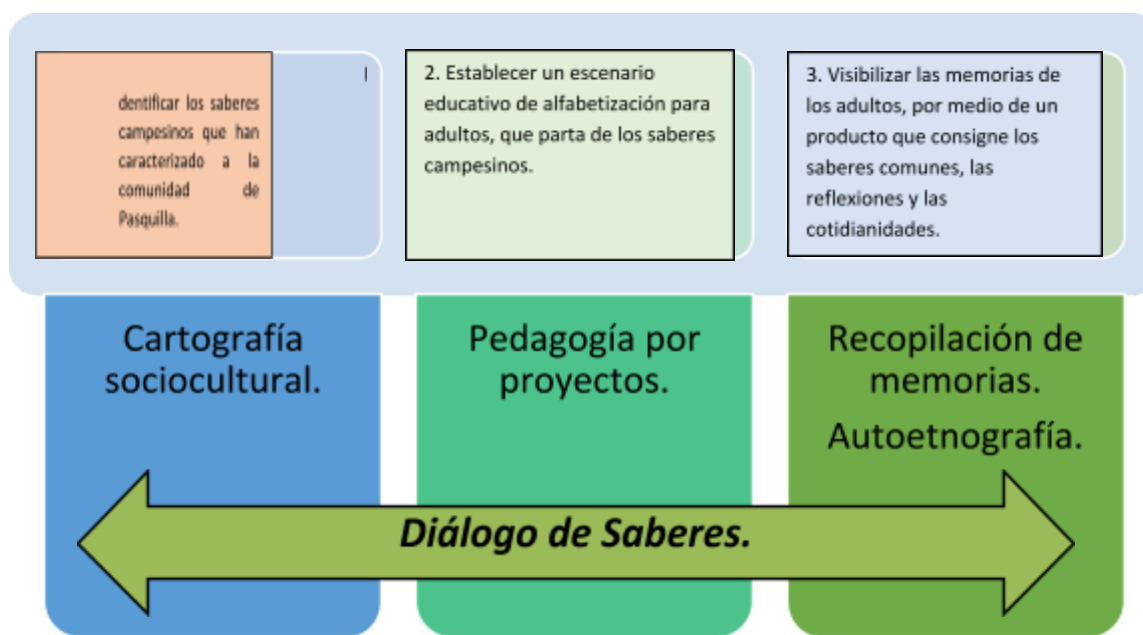 I
dentificar los saberes
campesinos que han
caracterizado a la
comunidad de
Pasquilla.
2. Establecer un escenario
educativo de alfabetización para
adultos, que parta de los saberes
campesinos.
3. Visibilizar las memorias de
los adultos, por medio de un
producto que consigne los
saberes comunes, las
reflexiones y las
cotidianidades.
Cartografía
sociocultural.
Pedagogía por
proyectos.
Recopilación de
memorias.
Autoetnografía.
Diálogo de Saberes.